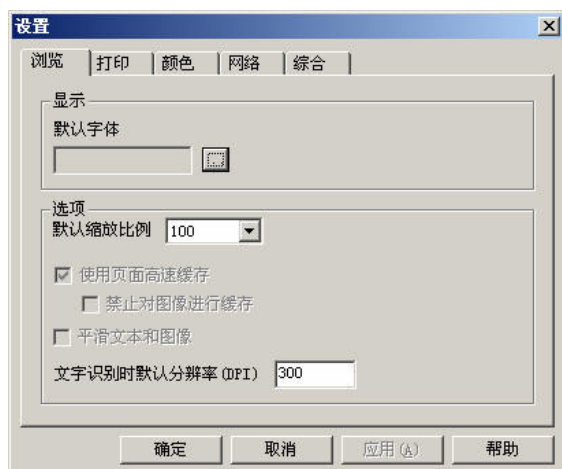 设置
浏览 打印 颜色 网络 综合
显示
默认字体
...
选项
默认缩放比例 100
使用页面高速缓存
禁止对图像进行缓存
平滑文本和图像
文字识别时默认分辨率(DPI) 300
确定 取消 应用(A) 帮助